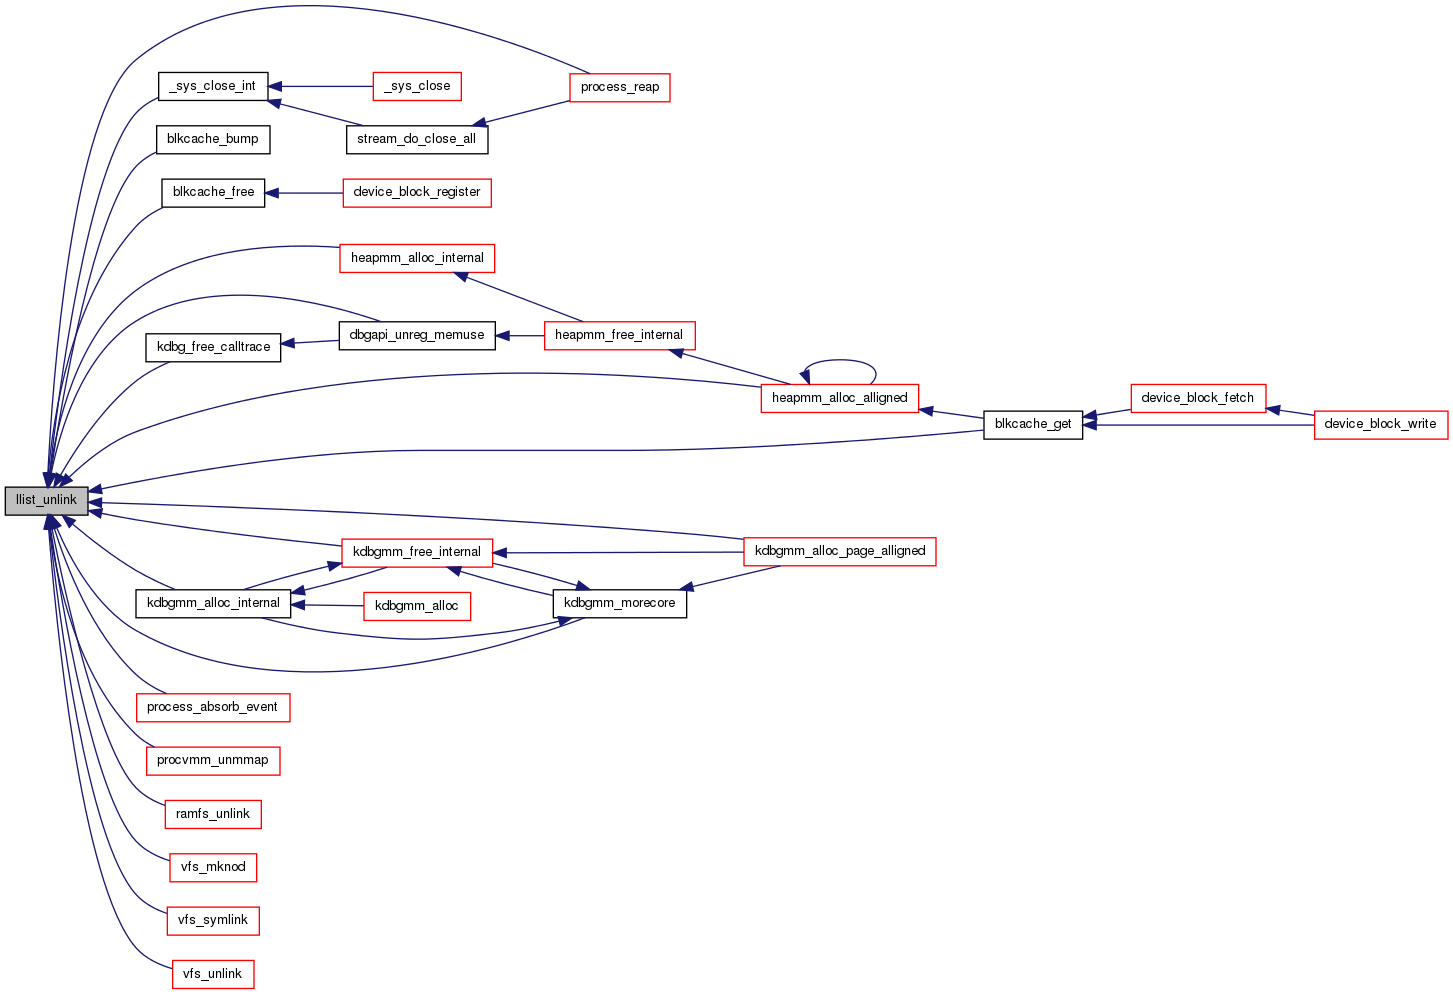 process_reap
_sys_close_int
_sys_close
blkcache_bump
stream_do_close_all
blkcache_free
device_block_register
heapmm_alloc_internal
kdbg_free_calltrace
dbgapi_unreg_memuse
heapmm_free_internal
heapmm_alloc_alligned
device_block_fetch
blkcache_get
device_block_write
llist_unlink
kdbgmm_free_internal
kdbgmm_alloc_page_alligned
kdbgmm_alloc_internal
kdbgmm_alloc
kdbgmm_morecore
process_absorb_event
procvmm_unmmap
ramfs_unlink
vfs_mknod
vfs_symlink
vfs_unlink